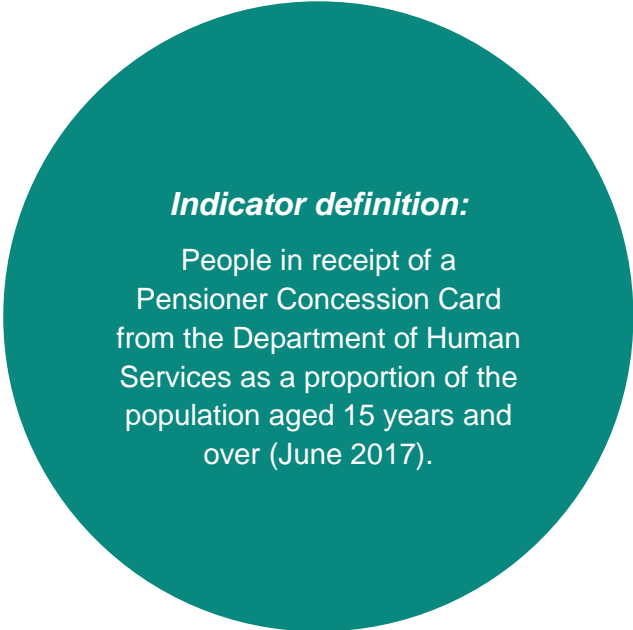 Indicator definition:
People in receipt of a
Pensioner Concession Card
from the Department of Human
Services as a proportion of the
population aged 15 years and
over (June 2017).